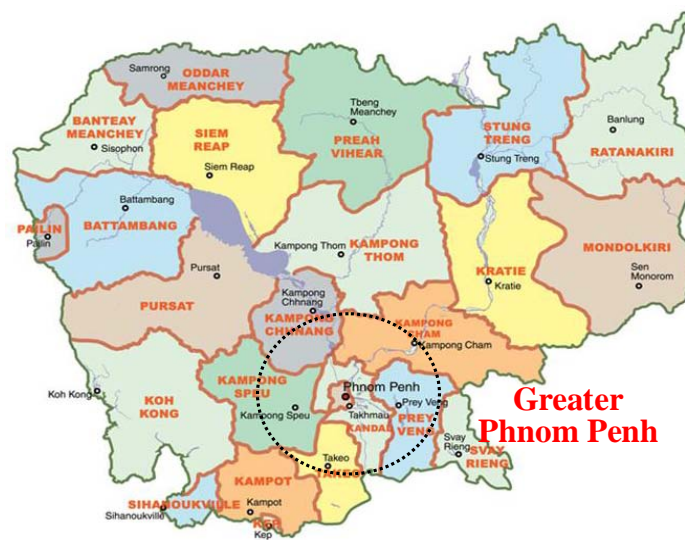 ODDAR
MEANCHEY
Samrong
BANTEAY
MEANCHEY
Sisophon
SIEM
REAP
Siem Reap
Tbeng
Meanchey
PREAH
VIHEAR
STUNG
TRENG
Stung Treng
Banlung
RATANAKIRI
Battambang
BATTAMBANG
PAILIN
Pailin
Pursat
PURSAT
Kampong Thom
KAMPONG
THOM
KRATIE
Kratie
MONDOLKIRI
Sen
Monorom
Kampong
Chhnang
KAMPONG
CHHNANG
KAMPONG
CHAM
Kampong Cham
Koh Kong
KOH
KONG
KAMPONG
SPEU
Kampong Speu
Phnom Penh
Takhmau
KANDAL
Prey Veng
PREY
VENG
Greater
Phnom Penh
Svay
Rieng
SVAY
RIENG
Takeo
TAKEO
KAMPOT
Kampot
SIHANOUKVILLE
Sihanoukville
KEP
Kep